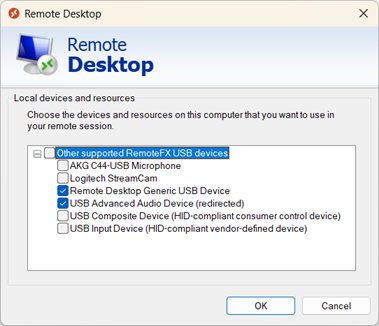 Remote Desktop
Remote
Desktop
Local devices and resources
Choose the devices and resources on this computer that you want to use in
your remote session.
Other supported RemoteFX USB devices
AKG C44-USB Microphone
Logitech StreamCam
Remote Desktop Generic USB Device
USB Advanced Audio Device (redirected)
USB Composite Device (HID-compliant consumer control device)
USB Input Device (HID-compliant vendor-defined device)
OK
Cancel